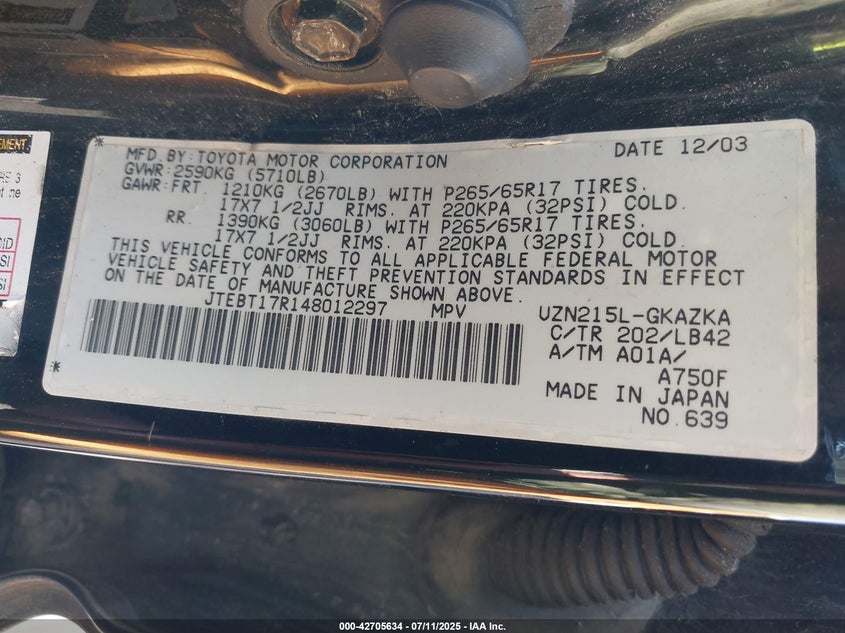 EMENT
MFD. BY: TOYOTA MOTOR CORPORATION DATE 12/03
GVWR: 2590KG (5710LB)
GAWR: FRT. 1210KG (2670LB) WITH P265/65R17 TIRES.
17X7 1/2JJ RIMS. AT 220KPA (32PSI) COLD.
RR. 1390KG (3060LB) WITH P265/65R17 TIRES.
17X7 1/2JJ RIMS. AT 220KPA (32PSI) COLD.
THIS VEHICLE CONFORMS TO ALL APPLICABLE FEDERAL MOTOR
VEHICLE SAFETY AND THEFT PREVENTION STANDARDS IN EFFECT
ON THE DATE OF MANUFACTURE SHOWN ABOVE.
JTEBT17R148012297 MPV UZN215L-GKAZKA
C/TR 202/LB42
A/TM A01A/
A750F
MADE IN JAPAN
NO. 639
000-42705634 - 07/11/2025 - IAA Inc.